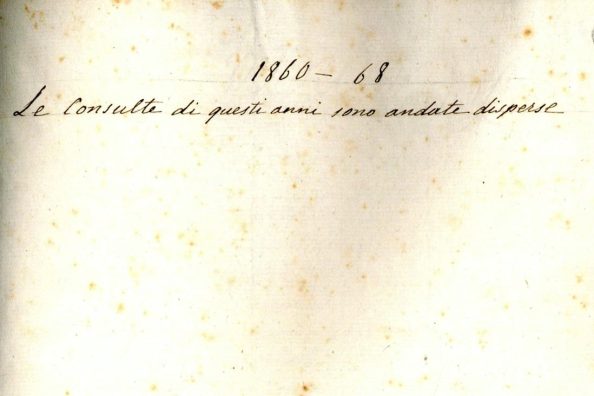 1860 - 68
Le Consulte di questi anni sono andate disperse